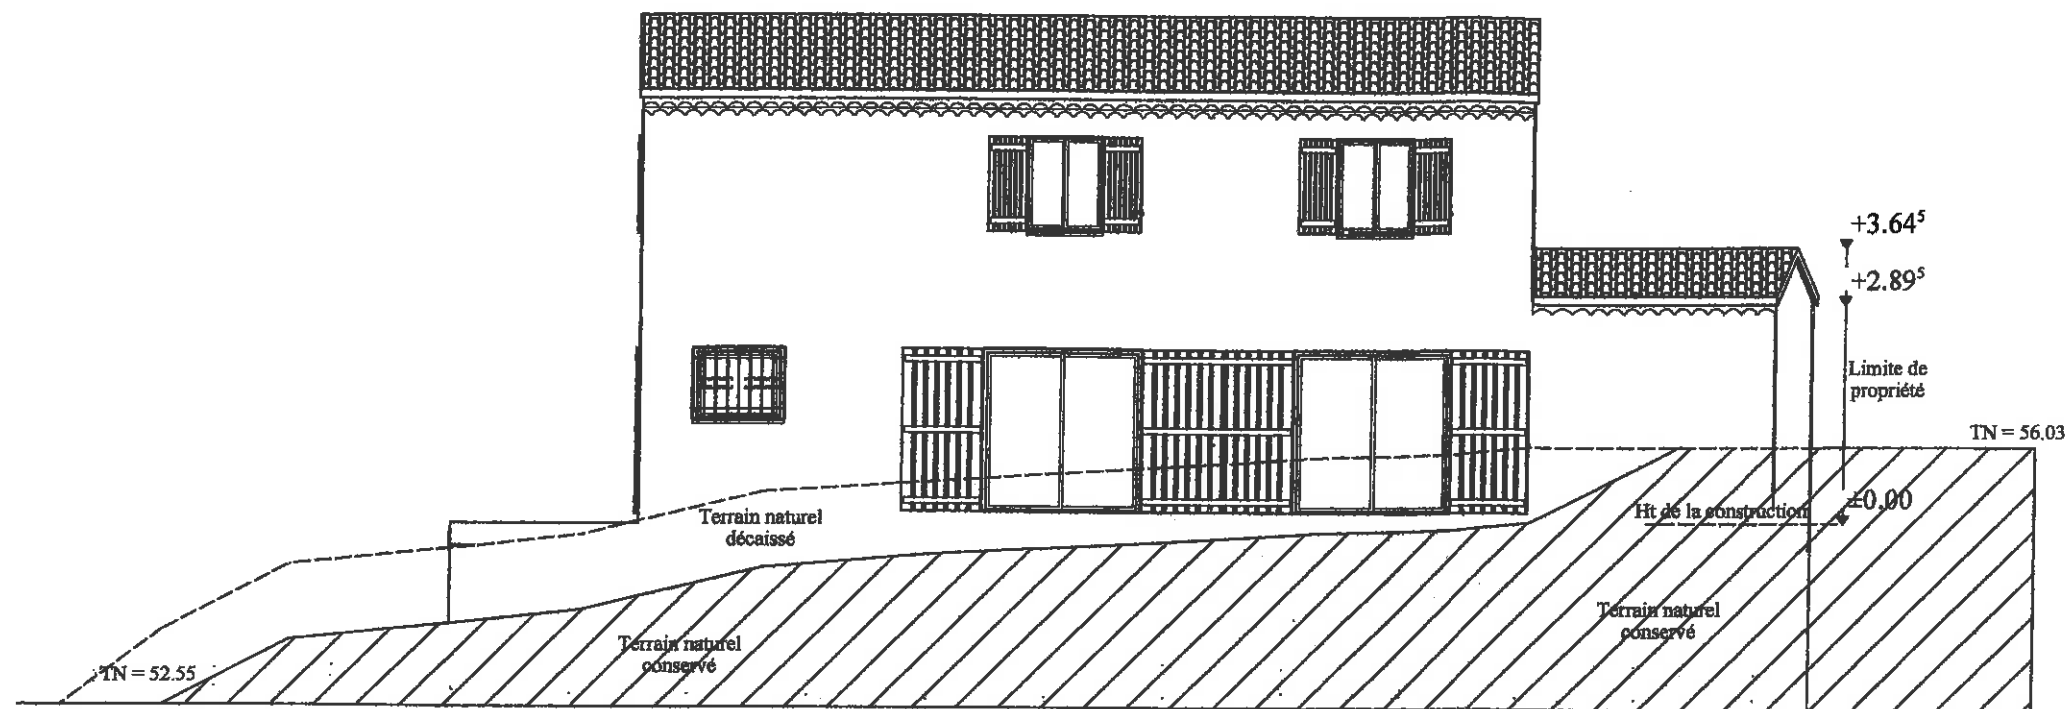 +3.64⁵
+2.89⁵
Limite de
propriété
TN = 56.03
±0.00
Ht de la construction
Terrain naturel
décaissé
Terrain naturel
conservé
Terrain naturel
conservé
TN = 52.55